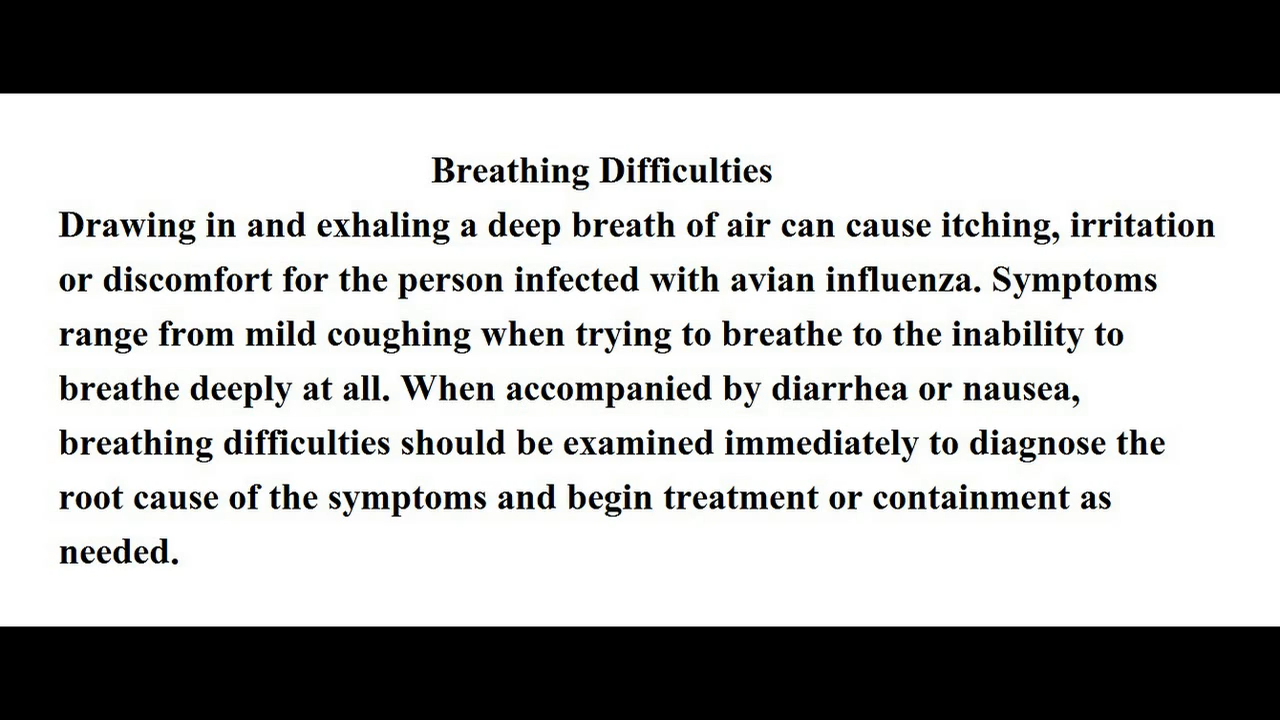 Breathing Difficulties
Drawing in and exhaling a deep breath of air can cause itching, irritation
or discomfort for the person infected with avian influenza. Symptoms
range from mild coughing when trying to breathe to the inability to
breathe deeply at all. When accompanied by diarrhea or nausea,
breathing difficulties should be examined immediately to diagnose the
root cause of the symptoms and begin treatment or containment as
needed.